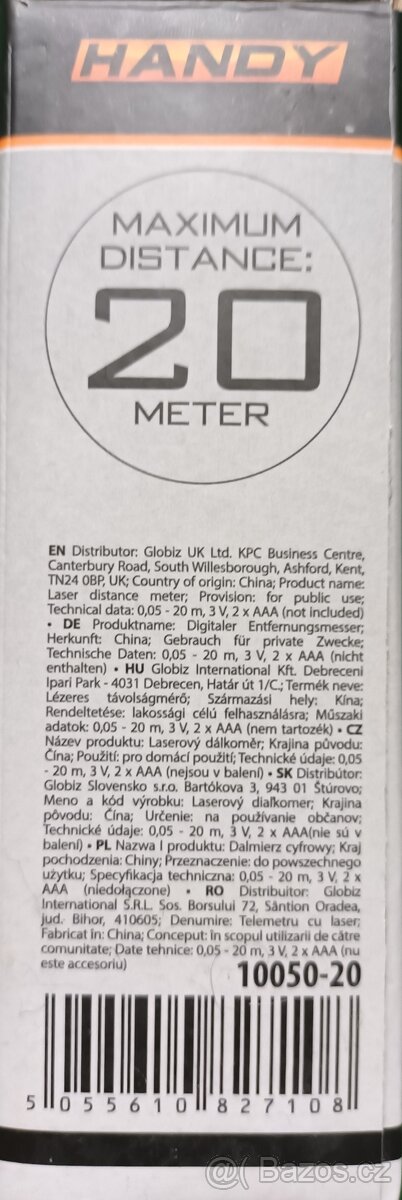 HANDY
MAXIMUM
DISTANCE:
20
METER
EN Distributor: Globiz UK Ltd. KPC Business Centre,
Canterbury Road, South Willesborough, Ashford, Kent,
TN24 0BP, UK; Country of origin: China; Product name:
Laser distance meter; Provision: for public use;
Technical data: 0,05 - 20 m, 3 V, 2 x AAA (not included)
• DE Produktname: Digitaler Entfernungsmesser;
Herkunft: China; Gebrauch für private Zwecke;
Technische Daten: 0,05 - 20 m, 3 V, 2 x AAA (nicht
enthalten) • HU Globiz International Kft. Debreceni
Ipari Park - 4031 Debrecen, Határ út 1/C.; Termék neve:
Lézeres távolságmérő; Származási hely: Kína;
Rendeltetése: lakossági célú felhasználásra; Műszaki
adatok: 0,05 - 20 m, 3 V, 2 x AAA (nem tartozék) • CZ
Název produktu: Laserový dálkoměr; Krajina původu:
Čína; Použití: pro domácí použití; Technické údaje: 0,05
- 20 m, 3 V, 2 x AAA (nejsou v balení) • SK Distribútor:
Globiz Slovensko s.r.o. Bartókova 3, 943 01 Štúrovo;
Meno a kód výrobku: Laserový diaľkomer; Krajina
pôvodu: Čína; Určenie: na používanie občanov;
Technické údaje: 0,05 - 20 m, 3 V, 2 x AAA(nie sú v
balení) • PL Nazwa l produktu: Dalmierz cyfrowy; Kraj
pochodzenia: Chiny; Przeznaczenie: do powszechnego
użytku; Specyfikacja techniczna: 0,05 - 20 m, 3 V, 2 x
AAA (niedołączone) • RO Distribuitor: Globiz
International S.R.L. Sos. Borsului 72, Sântion Oradea,
jud. Bihor, 410605; Denumire: Telemetru cu laser;
Fabricat în: China; Conceput: în scopul utilizarii de către
comunitate; Date tehnice: 0,05 - 20 m, 3 V, 2 x AAA (nu
este accesoriu)
10050-20
5 055610 827108
Bazos.cz